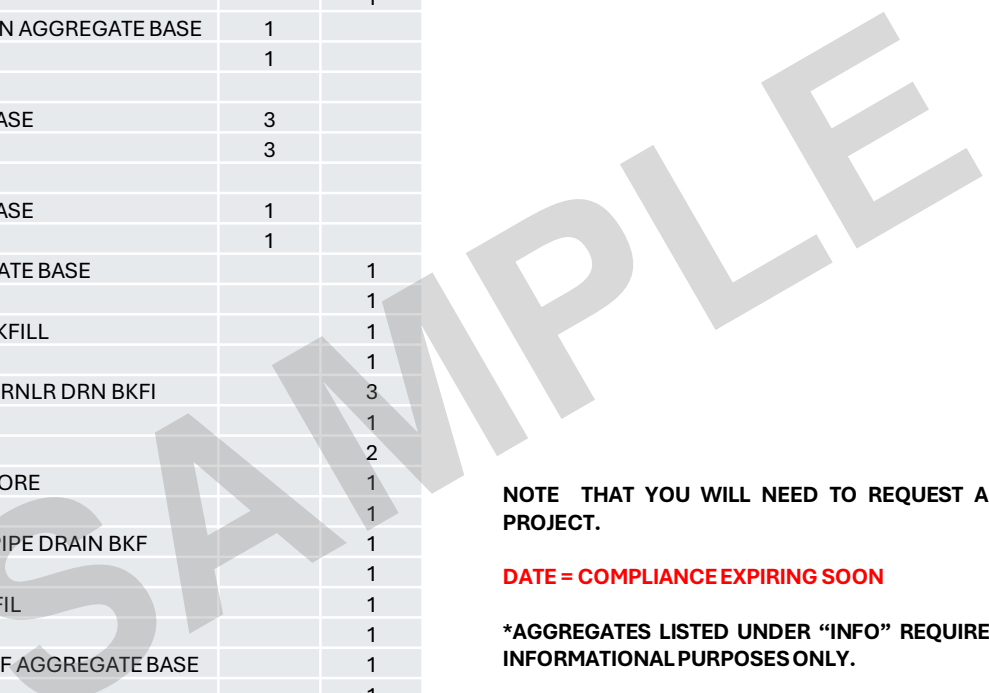 1
N AGGREGATE BASE 1
1
ASE 3
3
ASE 1
1
ATE BASE 1
1
KFILL 1
1
RNLR DRN BKFI 3
1
2
ORE 1
1
PIPE DRAIN BKF 1
1
FIL 1
1
F AGGREGATE BASE 1
1
SAMPLE
NOTE THAT YOU WILL NEED TO REQUEST A
PROJECT.
DATE = COMPLIANCE EXPIRING SOON
*AGGREGATES LISTED UNDER “INFO” REQUIRE
INFORMATIONAL PURPOSES ONLY.